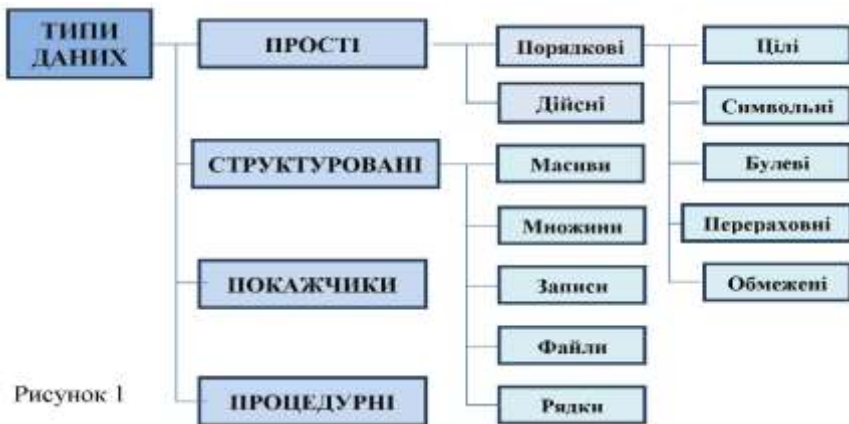 ТИПИ
ДАНИХ
ПРОСТІ
Порядкові
Цілі
Дійсні
Символьні
СТРУКТУРОВАНІ
Масиви
Булеві
Множини
Перераховні
ПОКАЖЧИКИ
Записи
Обмежені
Файли
ПРОЦЕДУРНІ
Рядки
Рисунок 1